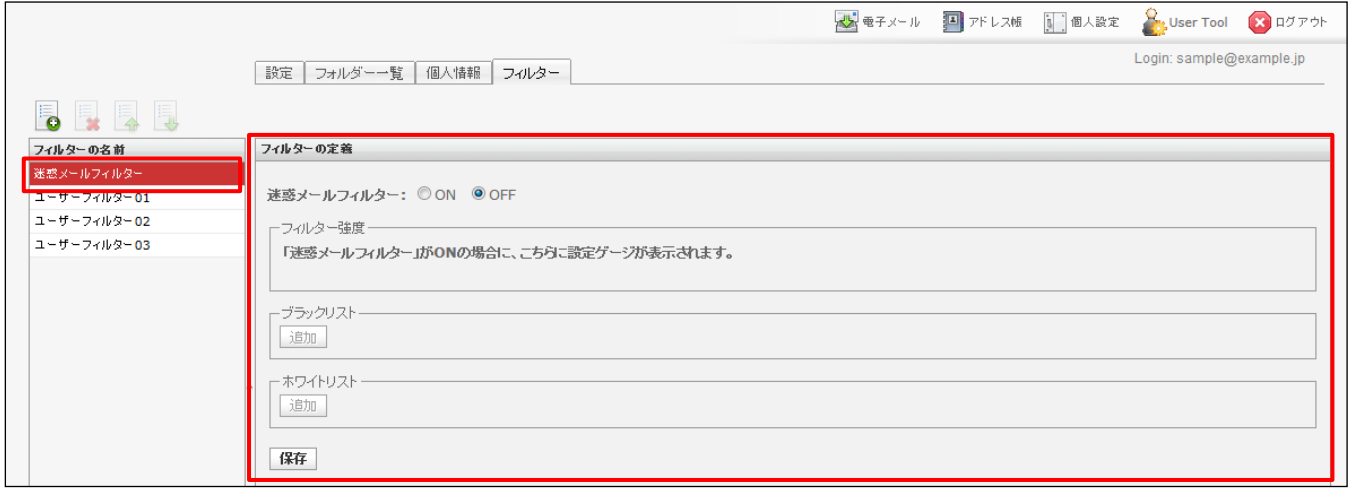 電子メール アドレス帳 個人設定 User Tool ログアウト
Login: sample@example.jp
設定 フォルダー一覧 個人情報 フィルター
フィルターの名前
迷惑メールフィルター
ユーザーフィルター01
ユーザーフィルター02
ユーザーフィルター03
フィルターの定義
迷惑メールフィルター: ON OFF
フィルター強度
「迷惑メールフィルター」がONの場合に、こちらに設定ゲージが表示されます。
ブラックリスト
追加
ホワイトリスト
追加
保存